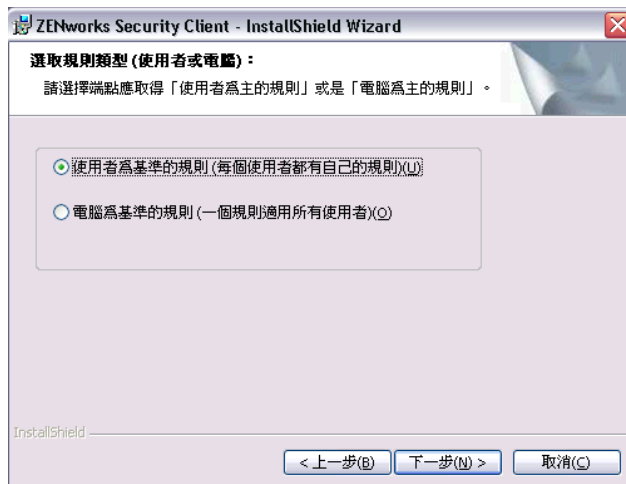 ZENworks Security Client - InstallShield Wizard
選取規則類型 (使用者或電腦)：
請選擇端點應取得「使用者為主的規則」或是「電腦為主的規則」。
使用者為基準的規則 (每個使用者都有自己的規則)(U)
電腦為基準的規則 (一個規則適用所有使用者)(O)
InstallShield
< 上一步(B) 下一步(N) > 取消(C)